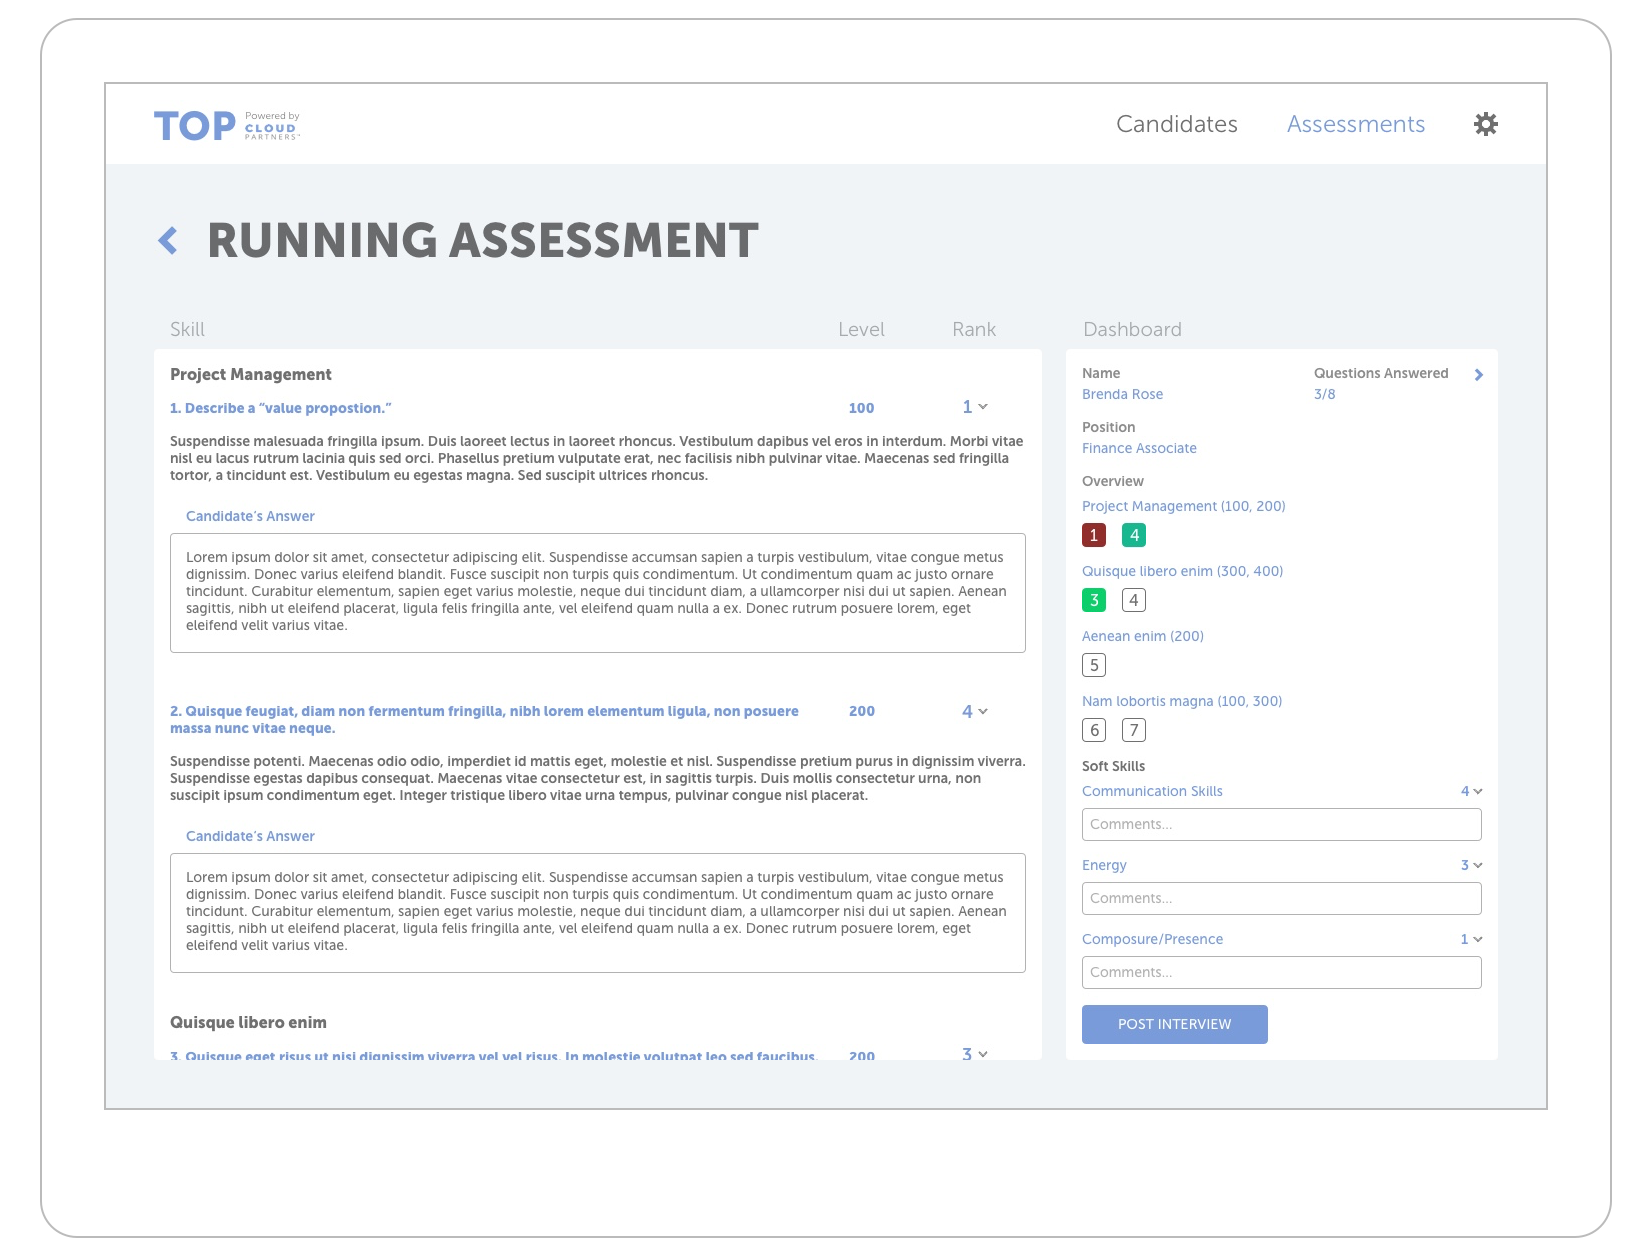 TOP Powered by
CLOUD
PARTNERS
Candidates Assessments
RUNNING ASSESSMENT
Skill Level Rank
Project Management
1. Describe a “value propostion.” 100 1
Suspendisse malesuada fringilla ipsum. Duis laoreet lectus in laoreet rhoncus. Vestibulum dapibus vel eros in interdum. Morbi vitae
nisl eu lacus rutrum lacinia quis sed orci. Phasellus pretium vulputate erat, nec facilisis nibh pulvinar vitae. Maecenas sed fringilla
tortor, a tincidunt est. Vestibulum eu egestas magna. Sed suscipit ultrices rhoncus.
Candidate’s Answer
Lorem ipsum dolor sit amet, consectetur adipiscing elit. Suspendisse accumsan sapien a turpis vestibulum, vitae congue metus
dignissim. Donec varius eleifend blandit. Fusce suscipit non turpis quis condimentum. Ut condimentum quam ac justo ornare
tincidunt. Curabitur elementum, sapien eget varius molestie, neque dui tincidunt diam, a ullamcorper nisi dui ut sapien. Aenean
sagittis, nibh ut eleifend placerat, ligula felis fringilla ante, vel eleifend quam nulla a ex. Donec rutrum posuere lorem, eget
eleifend velit varius vitae.
2. Quisque feugiat, diam non fermentum fringilla, nibh lorem elementum ligula, non posuere 200 4
massa nunc vitae neque.
Suspendisse potenti. Maecenas odio odio, imperdiet id mattis eget, molestie et nisl. Suspendisse pretium purus in dignissim viverra.
Suspendisse egestas dapibus consequat. Maecenas vitae consectetur est, in sagittis turpis. Duis mollis consectetur urna, non
suscipit ipsum condimentum eget. Integer tristique libero vitae urna tempus, pulvinar congue nisl placerat.
Candidate’s Answer
Lorem ipsum dolor sit amet, consectetur adipiscing elit. Suspendisse accumsan sapien a turpis vestibulum, vitae congue metus
dignissim. Donec varius eleifend blandit. Fusce suscipit non turpis quis condimentum. Ut condimentum quam ac justo ornare
tincidunt. Curabitur elementum, sapien eget varius molestie, neque dui tincidunt diam, a ullamcorper nisi dui ut sapien. Aenean
sagittis, nibh ut eleifend placerat, ligula felis fringilla ante, vel eleifend quam nulla a ex. Donec rutrum posuere lorem, eget
eleifend velit varius vitae.
Quisque libero enim
3. Quisque eget risus ut nisi dignissim viverra vel vel risus. In molestie volutpat leo sed faucibus. 200 3
Dashboard
Name Questions Answered
Brenda Rose 3/8
Position
Finance Associate
Overview
Project Management (100, 200)
1 4
Quisque libero enim (300, 400)
3 4
Aenean enim (200)
5
Nam lobortis magna (100, 300)
6 7
Soft Skills
Communication Skills 4
Comments...
Energy 3
Comments...
Composure/Presence 1
Comments...
POST INTERVIEW